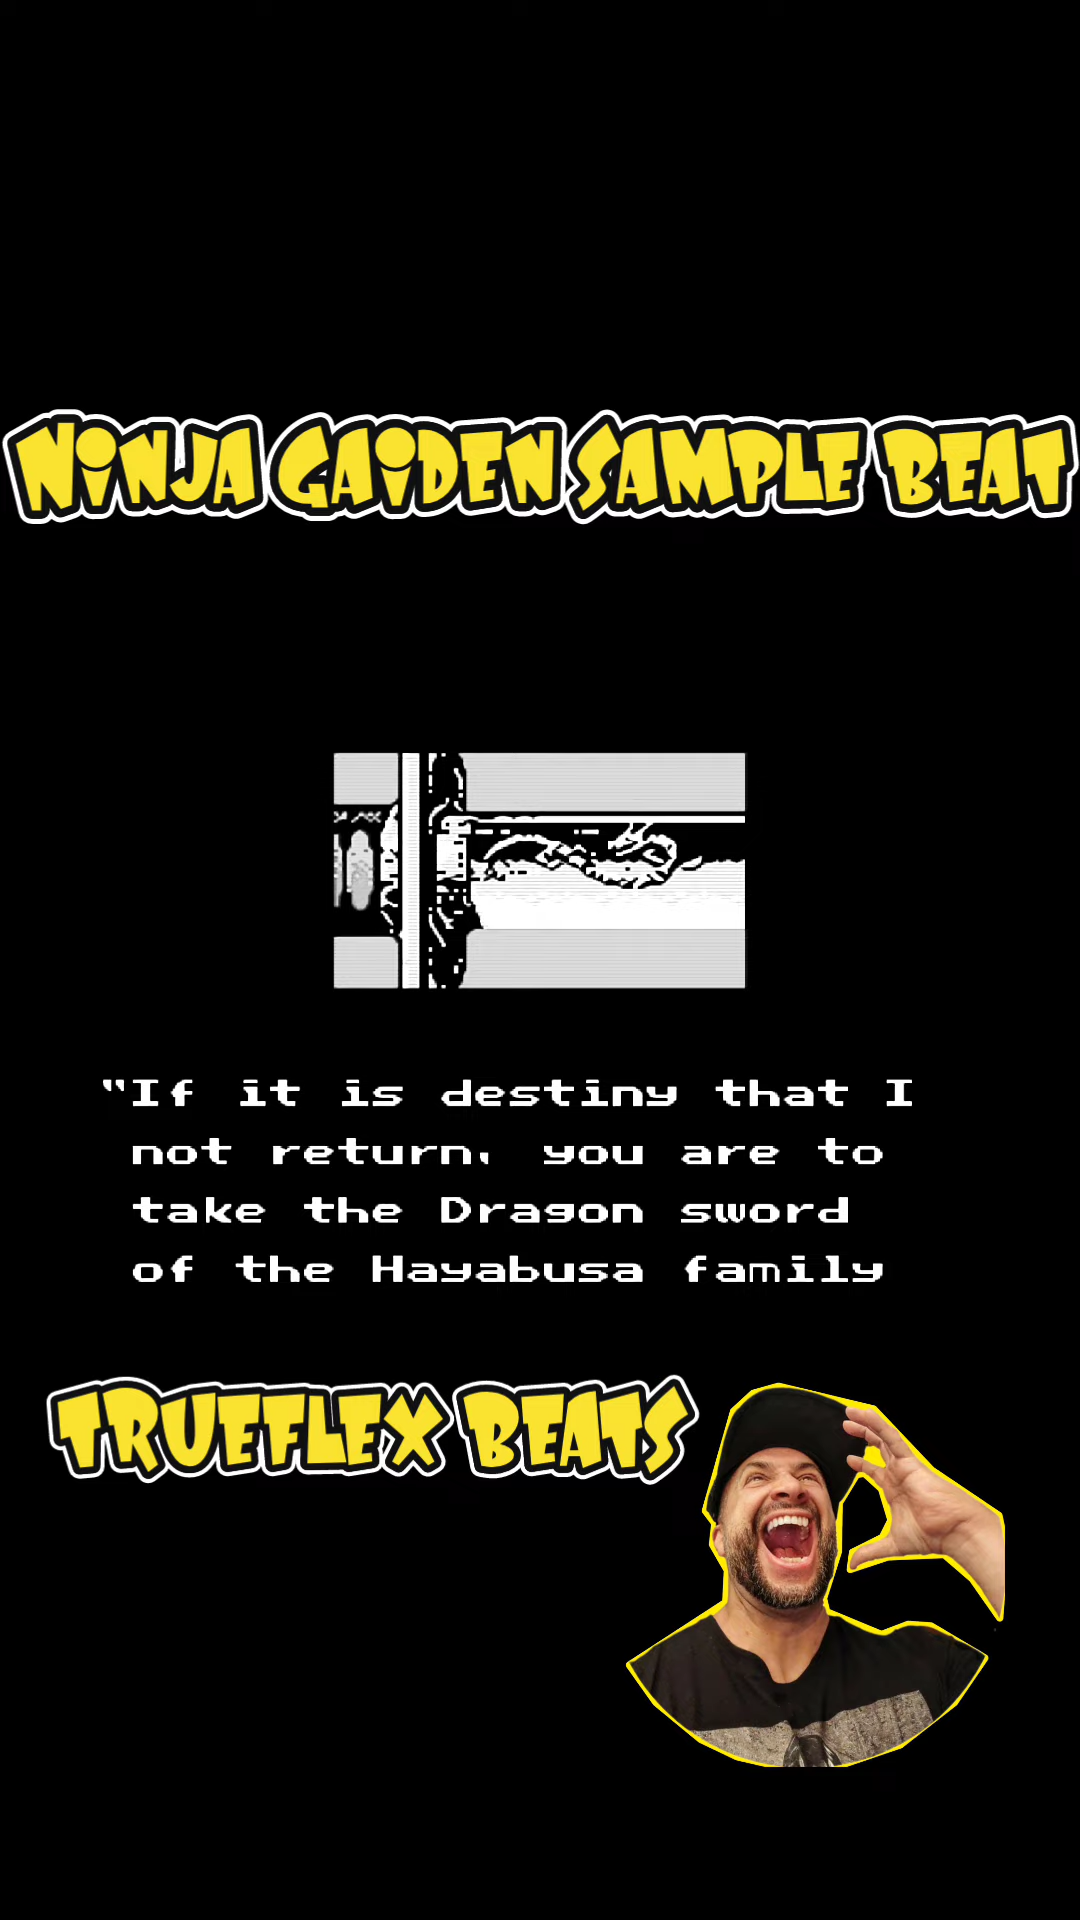 NINJA GAIDEN SAMPLE BEAT
"If it is destiny that I
not return, you are to
take the Dragon sword
of the Hayabusa family
TRUEFLEX BEATS